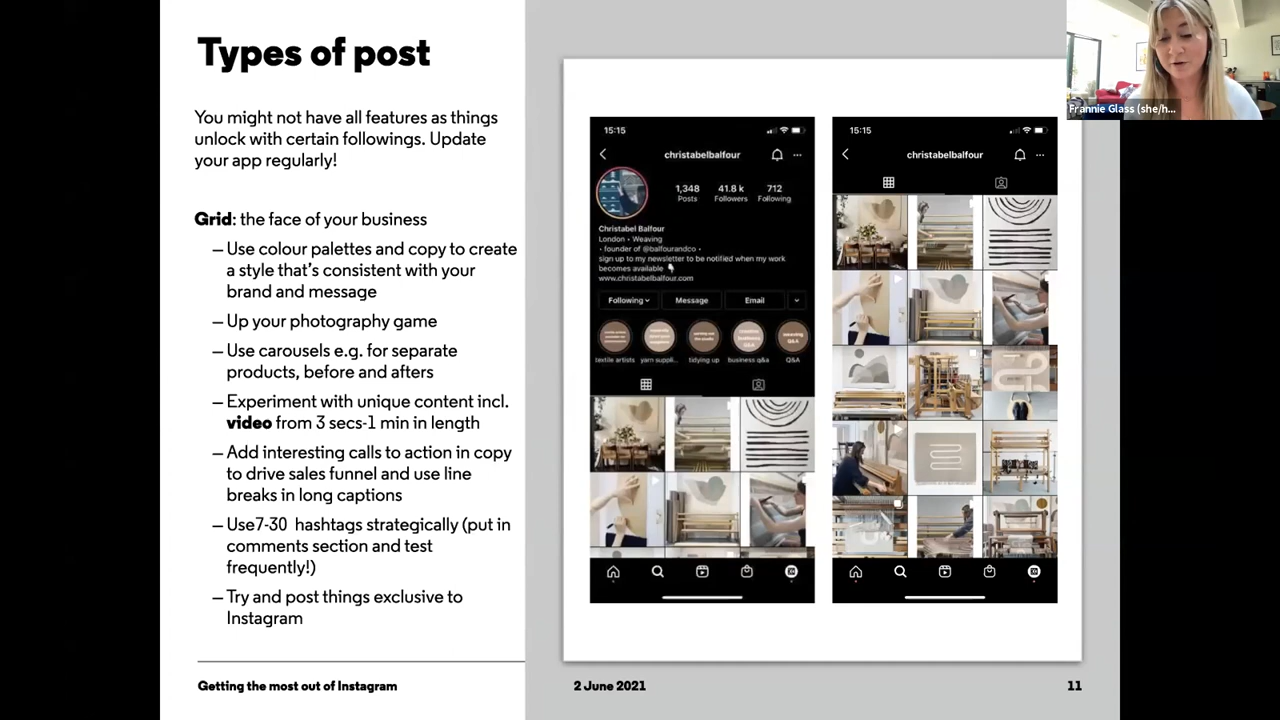 Types of post
You might not have all features as things
unlock with certain followings. Update
your app regularly!
Grid: the face of your business
– Use colour palettes and copy to create
a style that's consistent with your
brand and message
– Up your photography game
– Use carousels e.g. for separate
products, before and afters
– Experiment with unique content incl.
video from 3 secs-1 min in length
– Add interesting calls to action in copy
to drive sales funnel and use line
breaks in long captions
– Use7-30 hashtags strategically (put in
comments section and test
frequently!)
– Try and post things exclusive to
Instagram
15:15
christabelbalfour
1,348 41.8 k 712
Posts Followers Following
Christabel Balfour
London • Weaving
• founder of @balfourandco •
sign up to my newsletter to be notified when my work
becomes available
www.christabelbalfour.com
Following Message Email
textile artists yarn suppli... tidying up business q&a Q&A
15:15
christabelbalfour
Frannie Glass (she/h...
Getting the most out of Instagram
2 June 2021
11